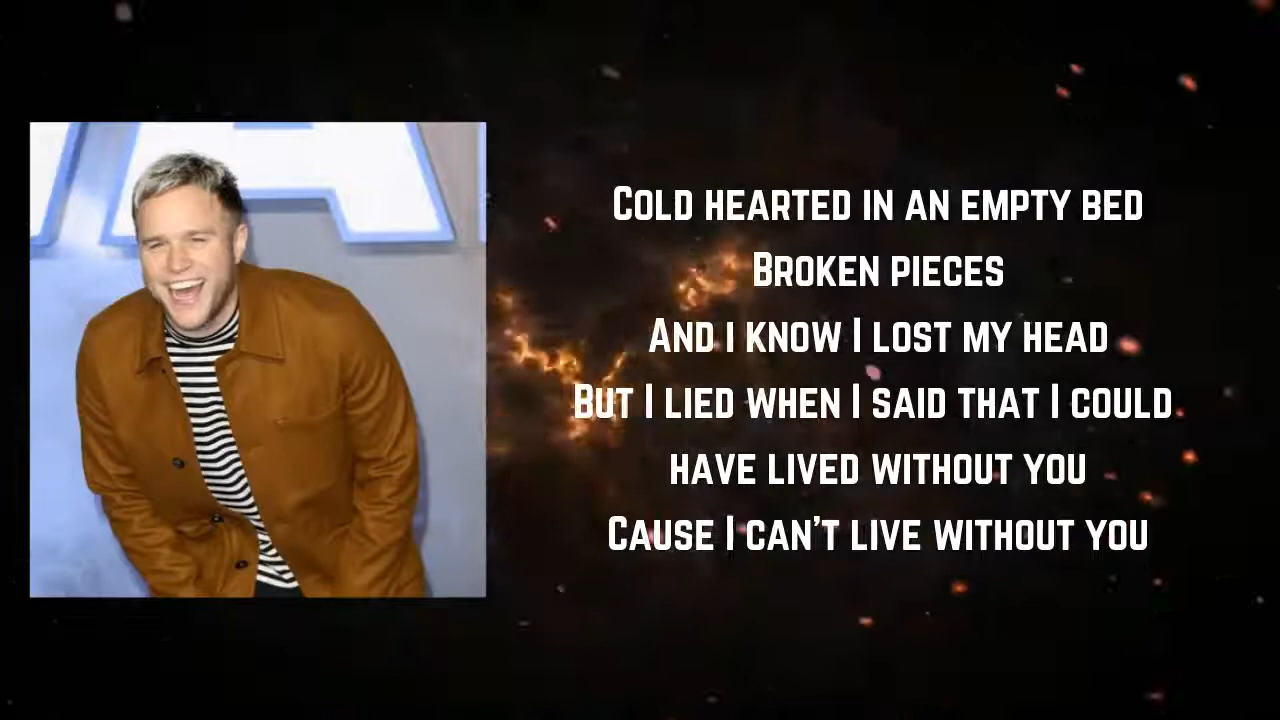 A
Cold hearted in an empty bed
Broken pieces
And i know I lost my head
But I lied when I said that I could
have lived without you
Cause I can't live without you